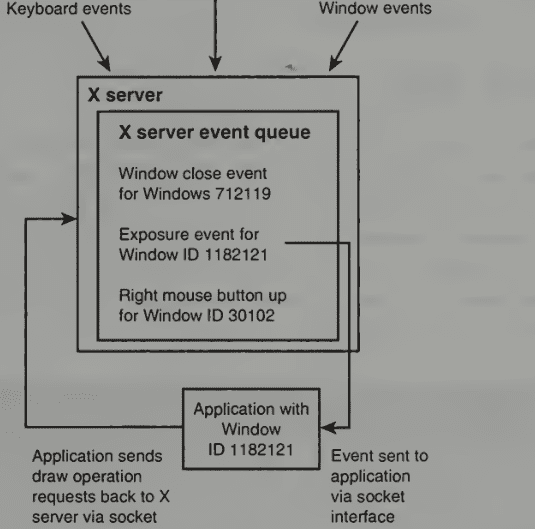 Keyboard events
Window events
X server
X server event queue
Window close event
for Windows 712119
Exposure event for
Window ID 1182121
Right mouse button up
for Window ID 30102
Application with
Window
ID 1182121
Application sends
draw operation
requests back to X
server via socket
Event sent to
application
via socket
interface